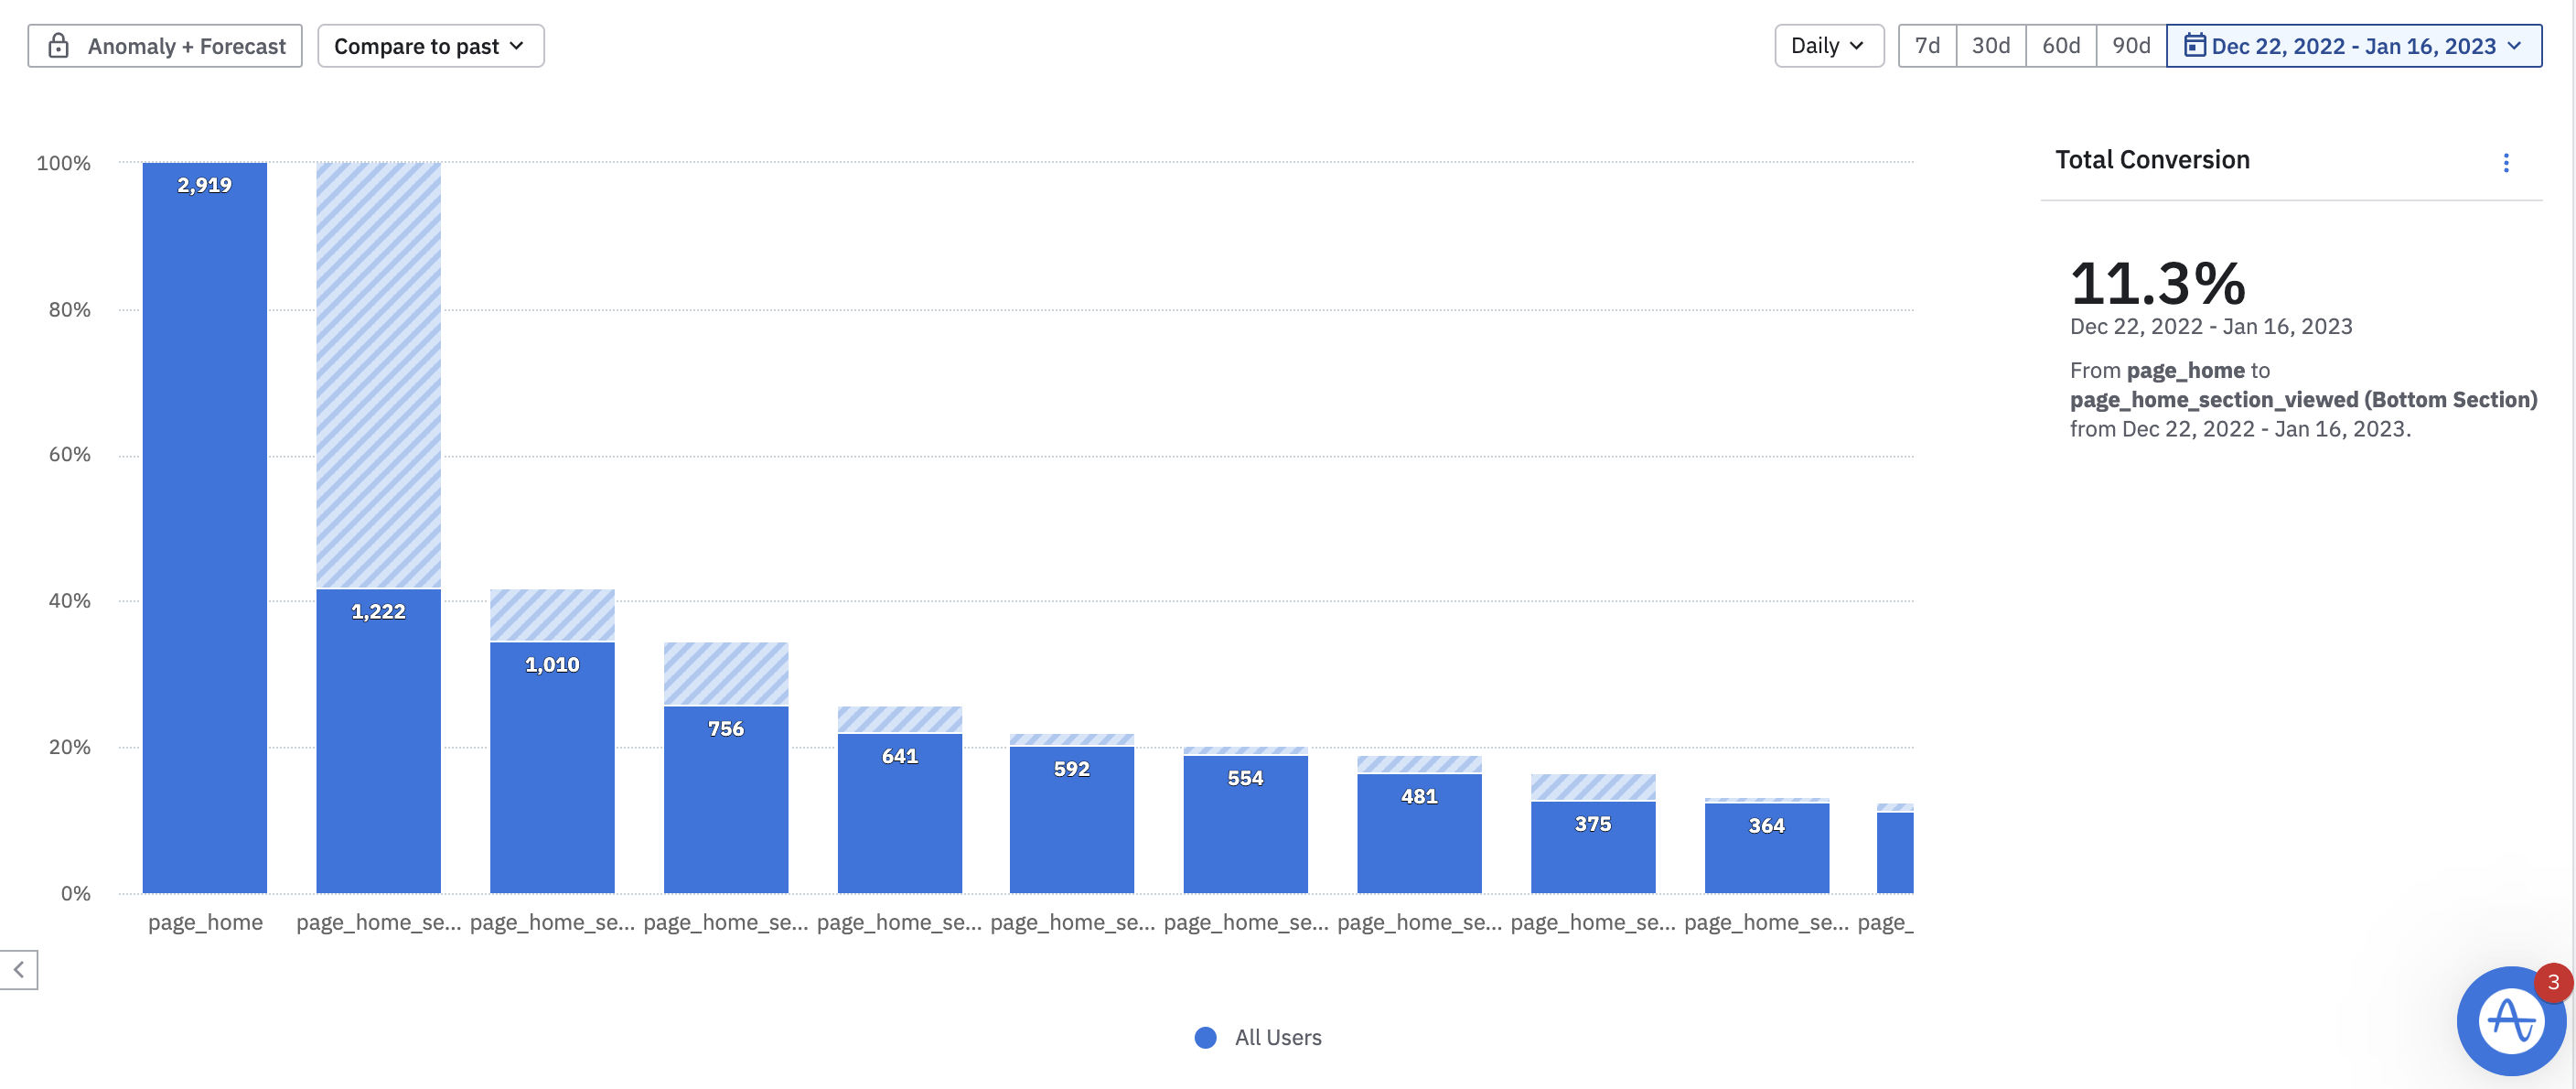 Anomaly + Forecast
Compare to past
Daily
7d
30d
60d
90d
Dec 22, 2022 - Jan 16, 2023
100%
80%
60%
40%
20%
0%
2,919
1,222
1,010
756
641
592
554
481
375
364
page_home
page_home_se...
page_home_se...
page_home_se...
page_home_se...
page_home_se...
page_home_se...
page_home_se...
page_home_se...
page_home_se...
page_
All Users
Total Conversion
11.3%
Dec 22, 2022 - Jan 16, 2023
From page_home to
page_home_section_viewed (Bottom Section)
from Dec 22, 2022 - Jan 16, 2023.
3